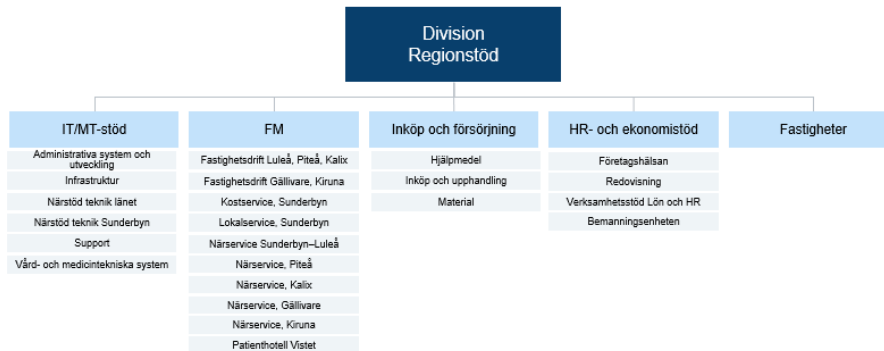 Division
Regionstöd
IT/MT-stöd
Administrativa system och
utveckling
Infrastruktur
Närstöd teknik länet
Närstöd teknik Sunderbyn
Support
Vård- och medicintekniska system
FM
Fastighetsdrift Luleå, Piteå, Kalix
Fastighetsdrift Gällivare, Kiruna
Kostservice, Sunderbyn
Lokalservice, Sunderbyn
Närservice Sunderbyn–Luleå
Närservice, Piteå
Närservice, Kalix
Närservice, Gällivare
Närservice, Kiruna
Patienthotell Vistet
Inköp och försörjning
Hjälpmedel
Inköp och upphandling
Material
HR- och ekonomistöd
Företagshälsan
Redovisning
Verksamhetsstöd Lön och HR
Bemanningsenheten
Fastigheter